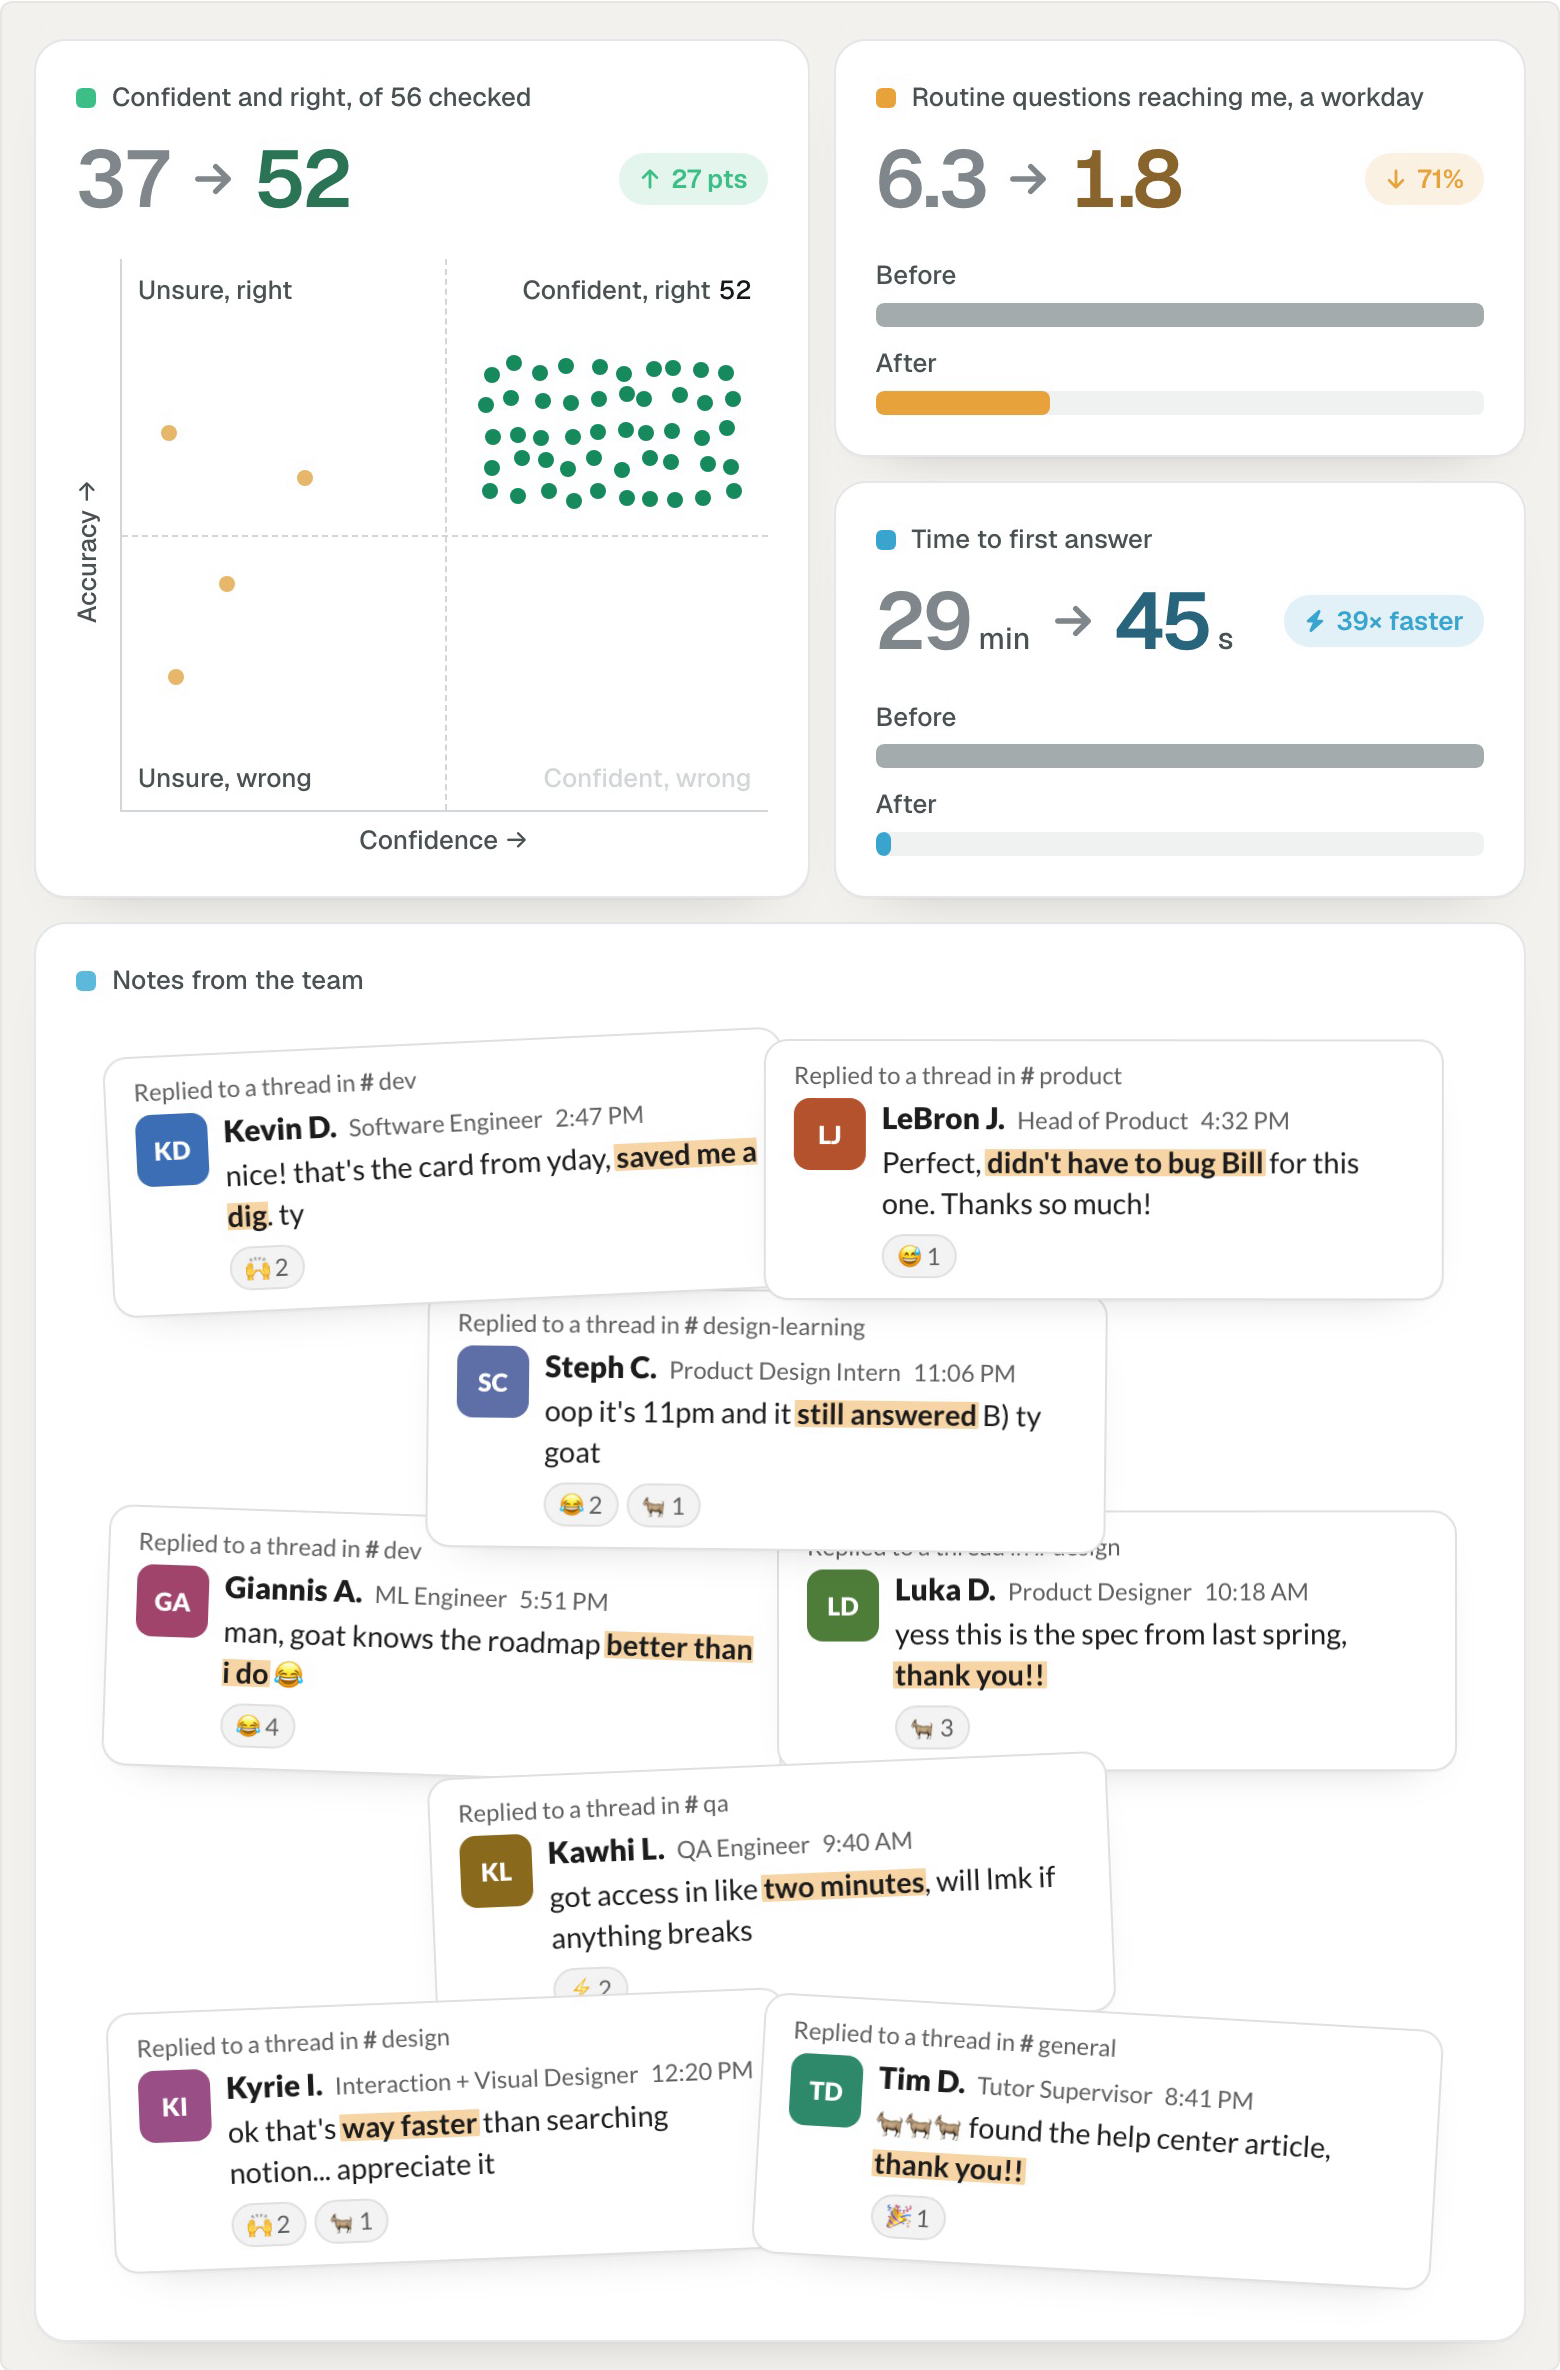 Confident and right, of 56 checked
37 → 52
↑ 27 pts
Unsure, right
Confident, right 52
Accuracy →
Unsure, wrong
Confident, wrong
Confidence →
Routine questions reaching me, a workday
6.3 → 1.8
↓ 71%
Before
After
Time to first answer
29 min → 45 s
39× faster
Before
After
Notes from the team
Replied to a thread in # dev
KD
Kevin D. Software Engineer 2:47 PM
nice! that's the card from yday, saved me a
dig. ty
🙌 2
Replied to a thread in # product
LJ
LeBron J. Head of Product 4:32 PM
Perfect, didn't have to bug Bill for this
one. Thanks so much!
😅 1
Replied to a thread in # design-learning
SC
Steph C. Product Design Intern 11:06 PM
oop it's 11pm and it still answered B) ty
goat
😂 2 🐐 1
Replied to a thread in # dev
GA
Giannis A. ML Engineer 5:51 PM
man, goat knows the roadmap better than
i do 😂
😂 4
Replied to a thread in # design
LD
Luka D. Product Designer 10:18 AM
yess this is the spec from last spring,
thank you!!
🐐 3
Replied to a thread in # qa
KL
Kawhi L. QA Engineer 9:40 AM
got access in like two minutes, will lmk if
anything breaks
⚡ 2
Replied to a thread in # design
KI
Kyrie I. Interaction + Visual Designer 12:20 PM
ok that's way faster than searching
notion... appreciate it
🙌 2 🐐 1
Replied to a thread in # general
TD
Tim D. Tutor Supervisor 8:41 PM
🐐🐐🐐 found the help center article,
thank you!!
🎉 1